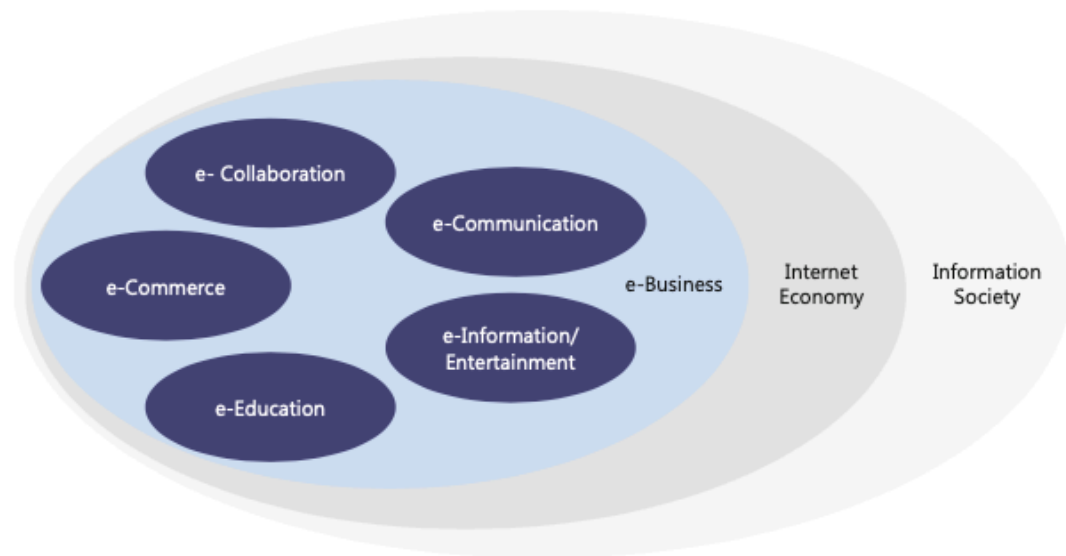 e- Collaboration
e-Communication
e-Commerce
e-Business
Internet
Economy
Information
Society
e-Information/
Entertainment
e-Education